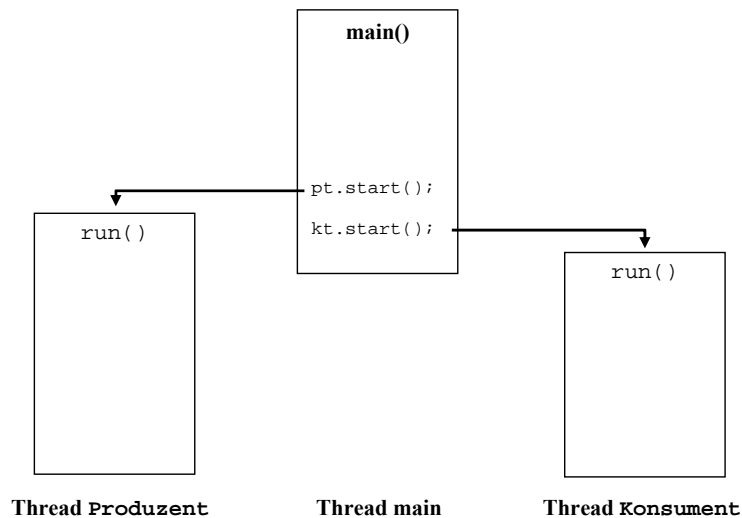 main()
pt.start();
run()
kt.start();
run()
Thread Produzent
Thread main
Thread Konsument